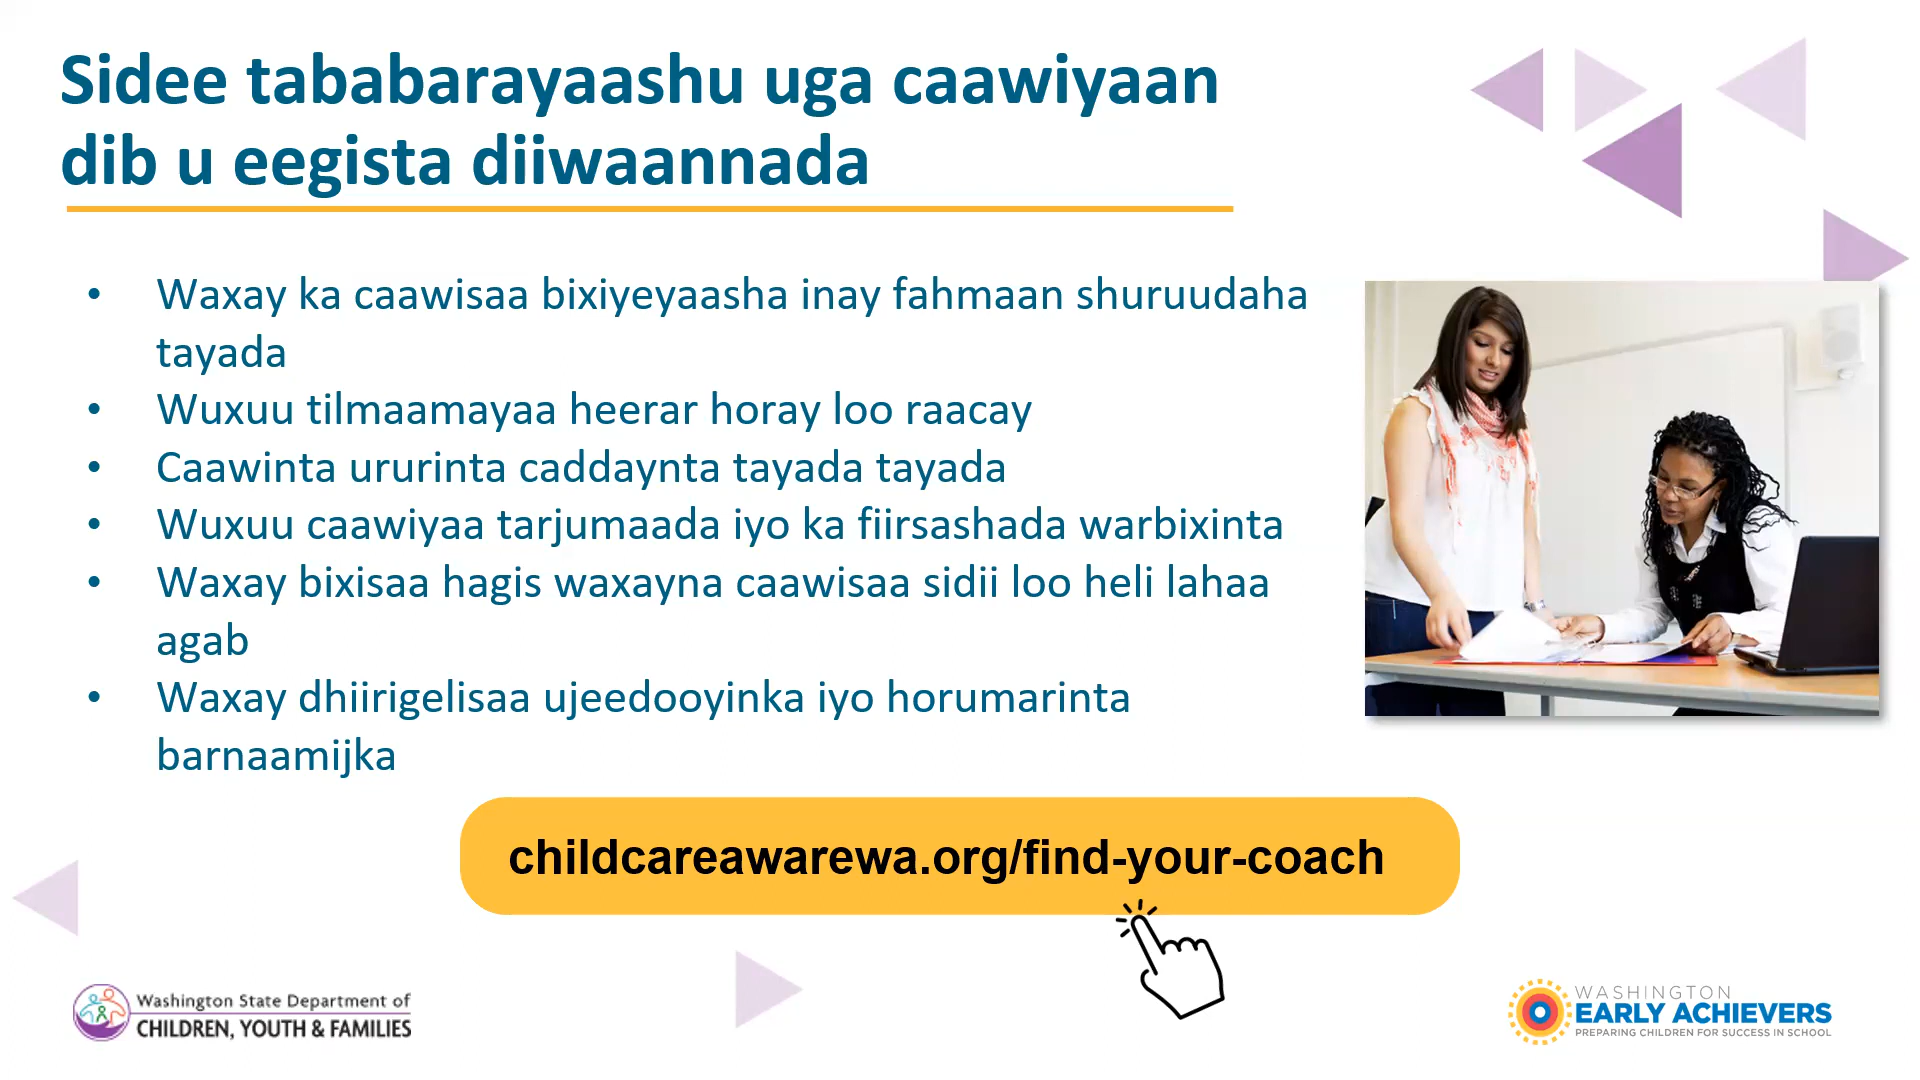 Sidee tababarayaashu uga caawiyaan
dib u eegista diiwaannada
• Waxay ka caawisaa bixiyeyaasha inay fahmaan shuruudaha
tayada
• Wuxuu tilmaamayaa heerar horay loo raacay
• Caawinta ururinta caddaynta tayada tayada
• Wuxuu caawiyaa tarjumaada iyo ka fiirsashada warbixinta
• Waxay bixisaa hagis waxayna caawisaa sidii loo heli lahaa
agab
• Waxay dhiirigelisaa ujeedooyinka iyo horumarinta
barnaamijka
childcareawarewa.org/find-your-coach
Washington State Department of
CHILDREN, YOUTH & FAMILIES
WASHINGTON
EARLY ACHIEVERS
PREPARING CHILDREN FOR SUCCESS IN SCHOOL